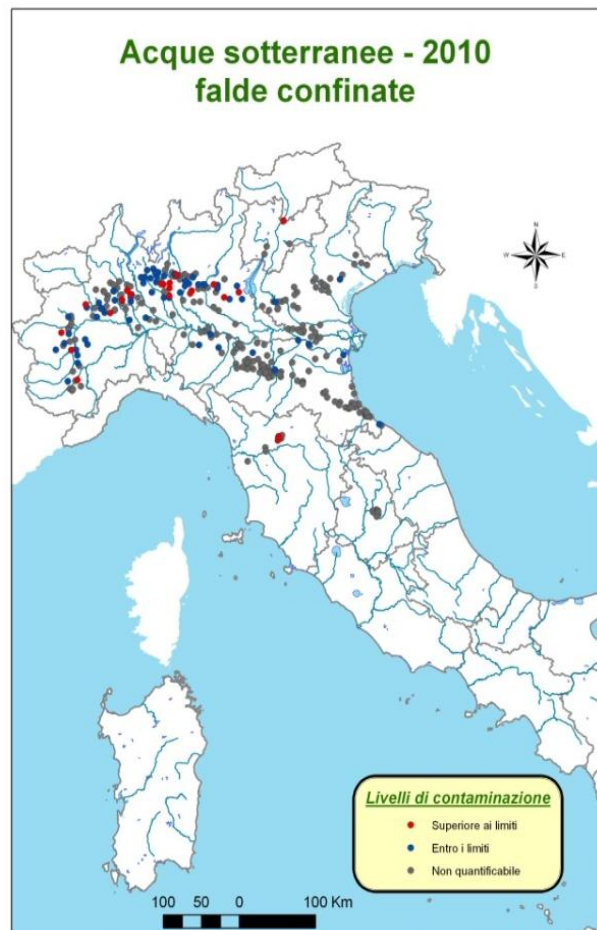 Acque sotterranee - 2010
falde confinate
N
W
E
S
Livelli di contaminazione
Superiore ai limiti
Entro i limiti
Non quantificabile
100 50 0 100 Km